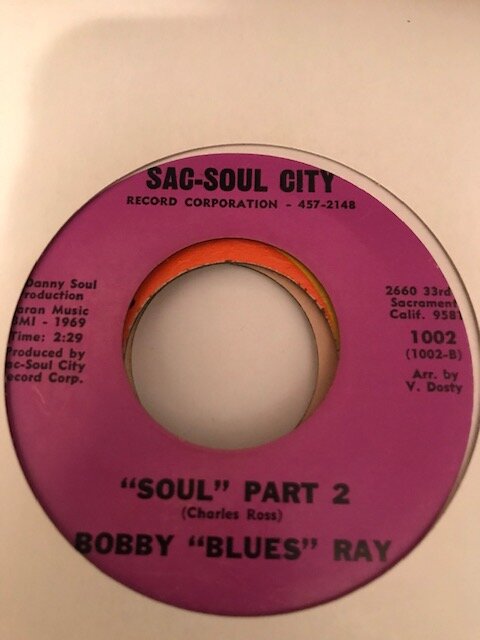 SAC-SOUL CITY
RECORD CORPORATION - 457-2148
Danny Soul
roduction
aran Music
BMI - 1969
Time: 2:29
Produced by
ac-Soul City
ecord Corp.
2660 33rd
Sacrament
Calif. 9581
1002
(1002-B)
Arr. by
V. Dosty
"SOUL" PART 2
(Charles Ross)
BOBBY "BLUES" RAY